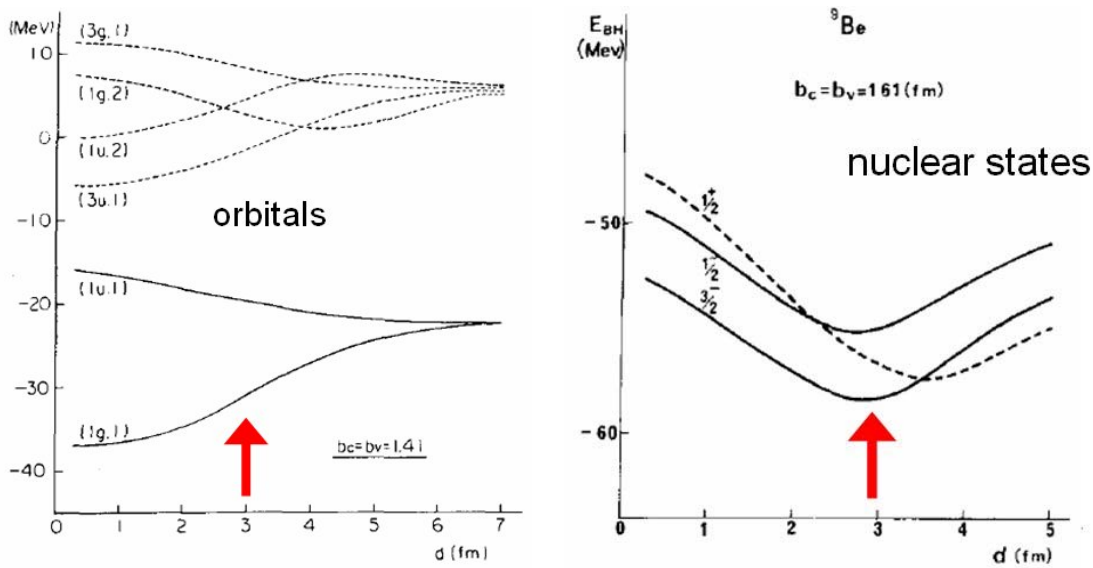 (MeV)
(3g.1)
10
(1g.2)
0
(1u.2)
(3u.1)
-10
orbitals
(1u.1)
-20
-30
(1g.1)
bc=bv=1.41
-40
0 1 2 3 4 5 6 7
d (fm)
E_BH
(Mev)
⁹Be
b_c=b_v=1.61(fm)
nuclear states
1/2⁺
-50
1/2⁻
3/2⁻
-60
0 1 2 3 4 5
d (fm)